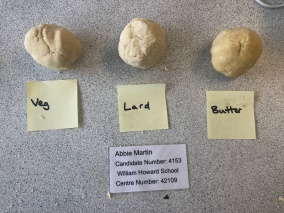 Veg
Lard
Butter
Abbie Martin
Candidate Number: 4153
William Howard School
Centre Number: 42109